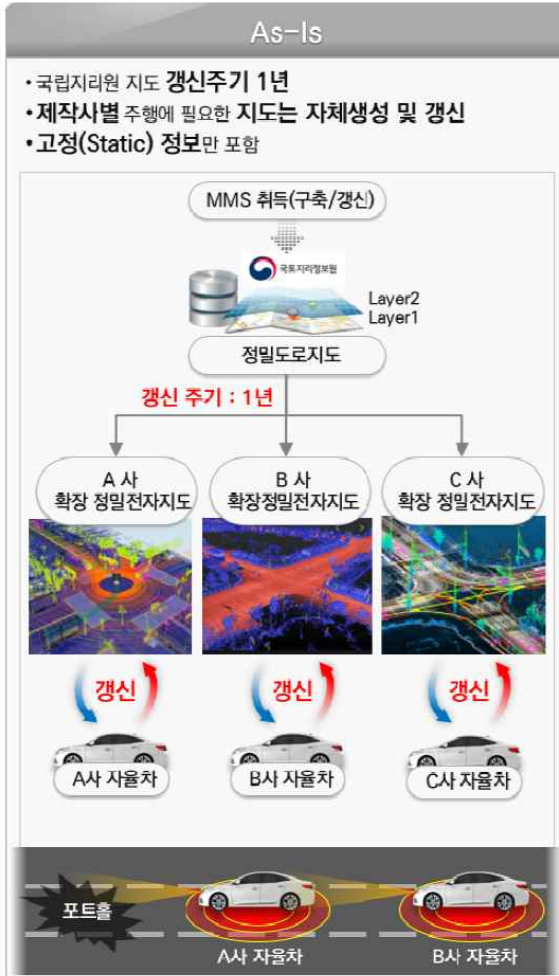 As-Is
• 국립지리원 지도 갱신주기 1년
• 제작사별 주행에 필요한 지도는 자체생성 및 갱신
• 고정(Static) 정보만 포함
MMS 취득(구축/갱신)
국토지리정보원
Layer2
Layer1
정밀도로지도
갱신 주기 : 1년
A 사
확장 정밀전자지도
B 사
확장정밀전자지도
C 사
확장 정밀전자지도
갱신
갱신
갱신
A사 자율차
B사 자율차
C사 자율차
포트홀
A사 자율차
B사 자율차